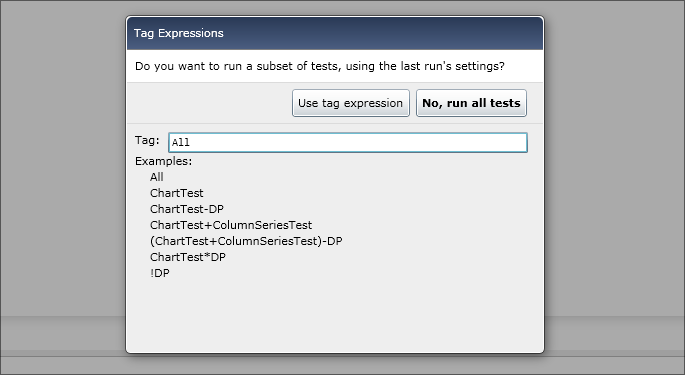 Tag Expressions
Do you want to run a subset of tests, using the last run's settings?
Use tag expression No, run all tests
Tag: All
Examples:
All
ChartTest
ChartTest-DP
ChartTest+ColumnSeriesTest
(ChartTest+ColumnSeriesTest)-DP
ChartTest*DP
!DP